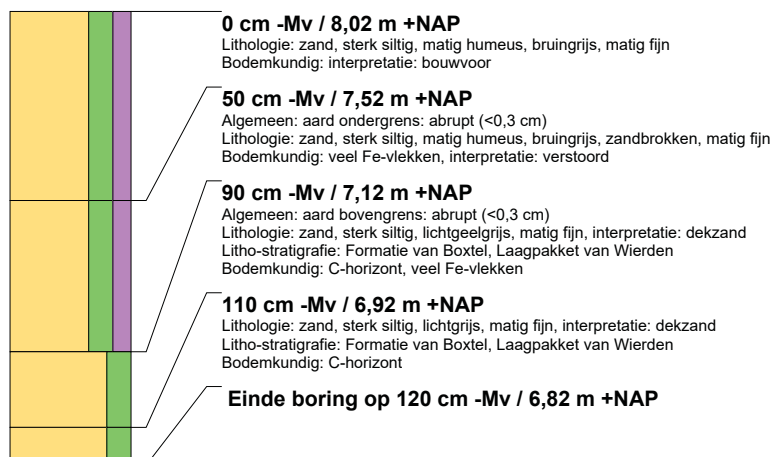 0 cm -Mv / 8,02 m +NAP
Lithologie: zand, sterk siltig, matig humeus, bruingrijs, matig fijn
Bodemkundig: interpretatie: bouwvoor
50 cm -Mv / 7,52 m +NAP
Algemeen: aard ondergrens: abrupt (<0,3 cm)
Lithologie: zand, sterk siltig, matig humeus, bruingrijs, zandbrokken, matig fijn
Bodemkundig: veel Fe-vlekken, interpretatie: verstoord
90 cm -Mv / 7,12 m +NAP
Algemeen: aard bovengrens: abrupt (<0,3 cm)
Lithologie: zand, sterk siltig, lichtgeelgrijs, matig fijn, interpretatie: dekzand
Litho-stratigrafie: Formatie van Boxtel, Laagpakket van Wierden
Bodemkundig: C-horizont, veel Fe-vlekken
110 cm -Mv / 6,92 m +NAP
Lithologie: zand, sterk siltig, lichtgrijs, matig fijn, interpretatie: dekzand
Litho-stratigrafie: Formatie van Boxtel, Laagpakket van Wierden
Bodemkundig: C-horizont
Einde boring op 120 cm -Mv / 6,82 m +NAP